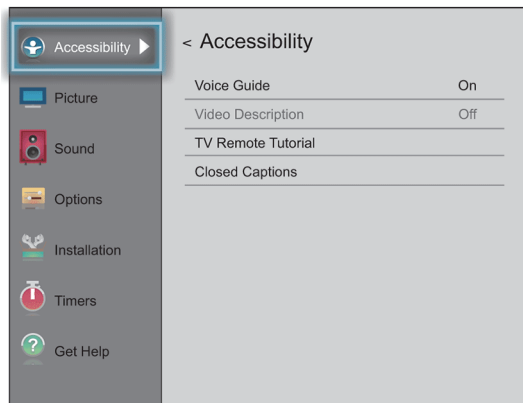 Accessibility
Picture
Sound
Options
Installation
Timers
? Get Help
< Accessibility
Voice Guide On
Video Description Off
TV Remote Tutorial
Closed Captions